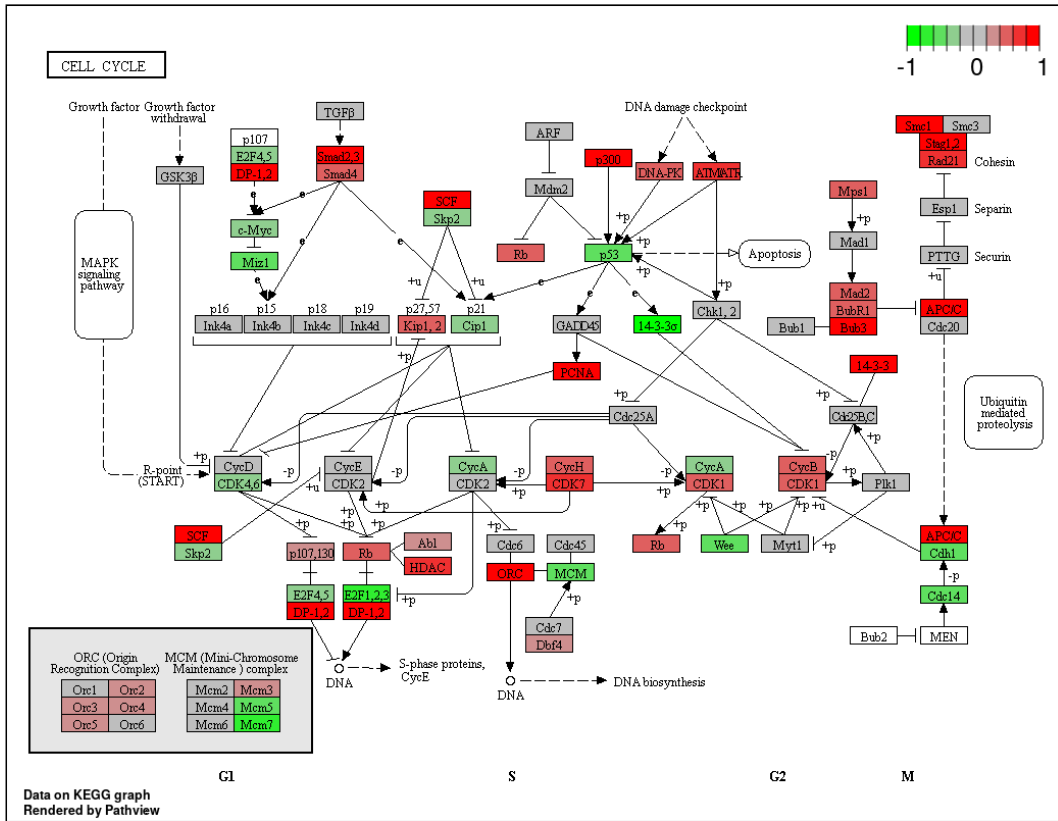 CELL CYCLE
-1 0 1
Growth factor
Growth factor
withdrawal
TGFβ
DNA damage checkpoint
p107
E2F4,5
DP-1,2
Smad2,3
Smad4
ARF
p300
DNA-PK
ATM/ATR
Smc1
Smc3
Stag1,2
Rad21
Cohesin
GSK3β
Mdm2
Mps1
SCF
Skp2
e
e
c-Myc
+p
Esp1
Separin
Mad1
e
e
Rb
p53
+p
+p
Apoptosis
PTTG
Securin
Miz1
MAPK
signaling
pathway
+u
+u
e
e
e
+u
Mad2
BubR1
Bub3
Bub1
APC/C
Cdc20
p16
p15
p18
p19
p27,57
p21
Ink4a
Ink4b
Ink4c
Ink4d
Kip1, 2
Cip1
GADD45
14-3-3σ
+p
Chk1, 2
+p
PCNA
14-3-3
Ubiquitin
mediated
proteolysis
+p
+p
Cdc25A
Cdc25B,C
+p
R-point
(START)
+p
CycD
CDK4,6
-p
+u
CycE
CDK2
-p
CycA
CDK2
-p
+p
CycH
CDK7
-p
CycA
CDK1
CycB
CDK1
-p
+p
+u
Plk1
+p
+p
+p
+p
+p
+p
+p
+p
SCF
Skp2
p107,130
Rb
Abl
HDAC
Cdc6
Cdc45
ORC
MCM
Rb
Wee
Myt1
+p
APC/C
Cdh1
-p
Cdc14
E2F4,5
DP-1,2
E2F1,2,3
DP-1,2
+p
+p
Cdc7
Dbf4
Bub2
MEN
DNA
S-phase proteins,
CycE
DNA
DNA biosynthesis
ORC (Origin
Recognition Complex)
MCM (Mini-Chromosome
Maintenance ) complex
Orc1
Orc2
Mcm2
Mcm3
Orc3
Orc4
Mcm4
Mcm5
Orc5
Orc6
Mcm6
Mcm7
G1
S
G2
M
Data on KEGG graph
Rendered by Pathview